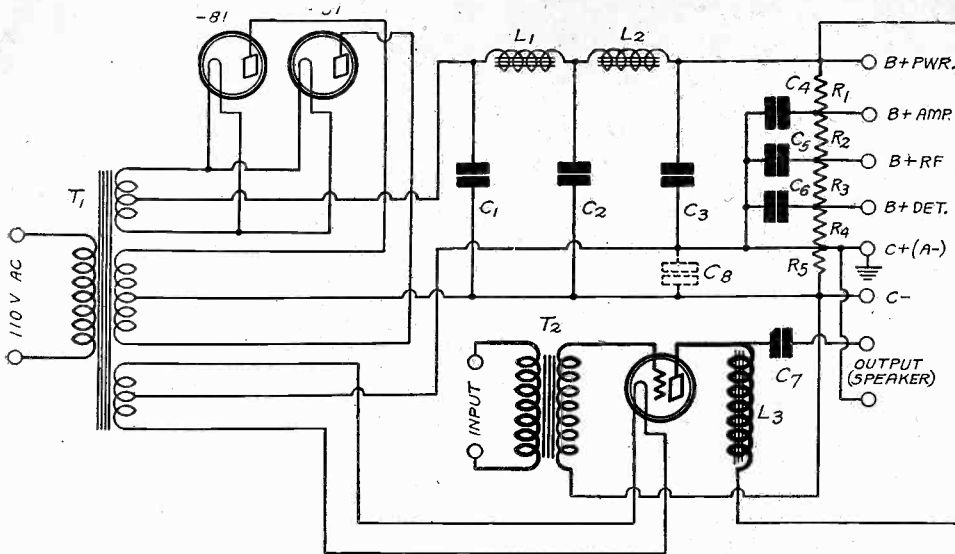 -81
-81
L1
L2
B+PWR.
C4
R1
B+AMP.
C5
R2
B+RF
C6
R3
B+DET.
R4
C+(A-)
R5
C-
T1
C1
C2
C3
C8
110 V AC
T2
INPUT
C7
L3
OUTPUT
(SPEAKER)